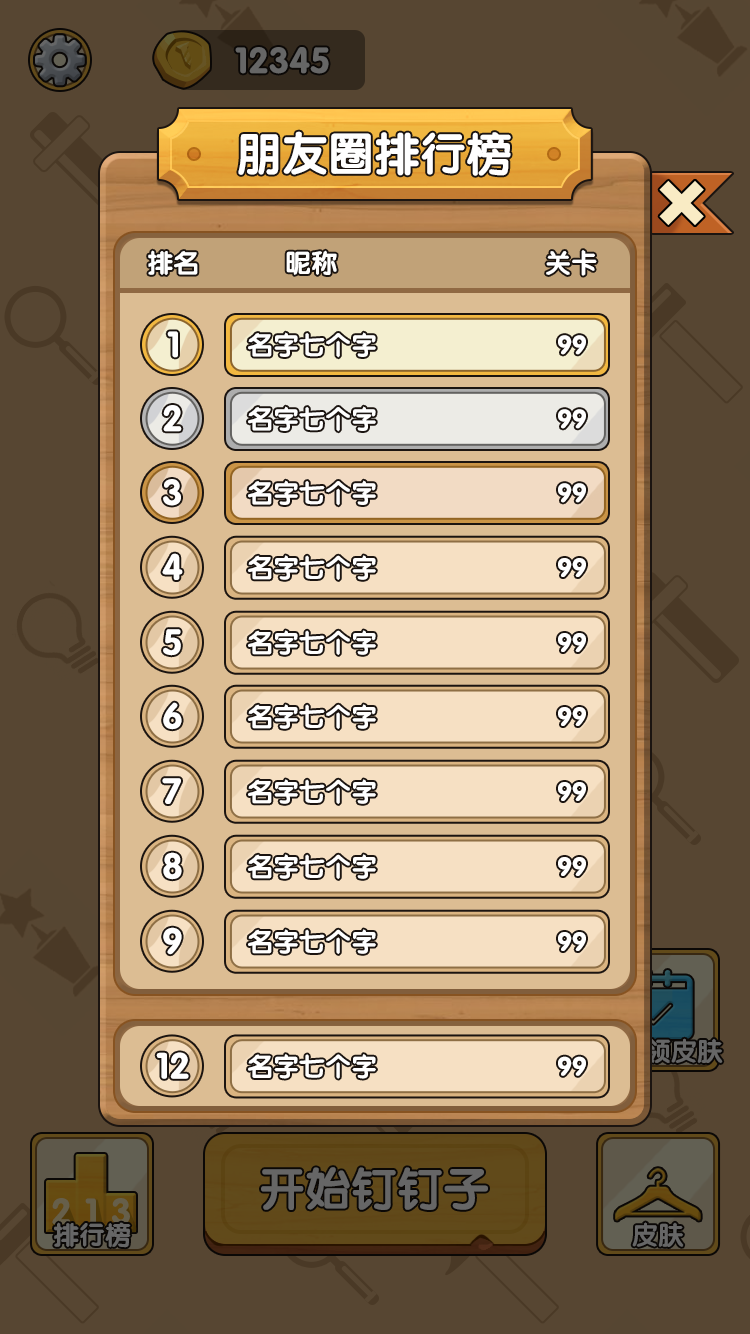 12345
朋友圈排行榜
排名 昵称 关卡
1 名字七个字 99
2 名字七个字 99
3 名字七个字 99
4 名字七个字 99
5 名字七个字 99
6 名字七个字 99
7 名字七个字 99
8 名字七个字 99
9 名字七个字 99
12 名字七个字 99
领皮肤
开始钉钉子
2 1 3
排行榜
皮肤